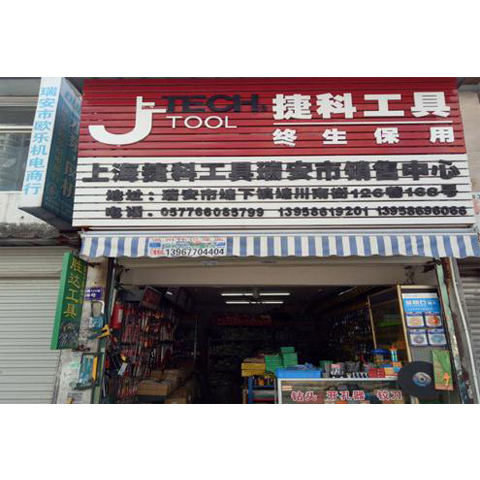 J TECH
TOOL
捷科工具
终生保用
上海捷科工具瑞安市销售中心
地址：瑞安市塘下镇塘川南街126巷168号
电话：057766085799 13958619201 13958696066
瑞安市欧乐机电商行
13967704404
胜达工具
钻头 开孔器 铰刀